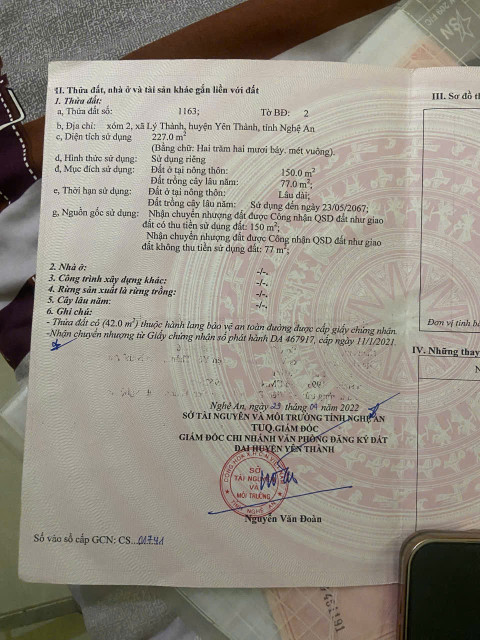 II. Thửa đất, nhà ở và tài sản khác gắn liền với đất
1. Thửa đất:
a, Thửa đất số: 1163; Tờ BĐ: 2
b, Địa chỉ: xóm 2, xã Lý Thành, huyện Yên Thành, tỉnh Nghệ An
c, Diện tích sử dụng: 227.0 m²
(Bằng chữ: Hai trăm hai mươi bảy. mét vuông).
d, Hình thức sử dụng: Sử dụng riêng
đ, Mục đích sử dụng: Đất ở tại nông thôn: 150.0 m²
Đất trồng cây lâu năm: 77.0 m²;
e, Thời hạn sử dụng: Đất ở tại nông thôn: Lâu dài;
Đất trồng cây lâu năm: Sử dụng đến ngày 23/05/2067;
g, Nguồn gốc sử dụng: Nhận chuyển nhượng đất được Công nhận QSD đất như giao
đất có thu tiền sử dụng đất: 150 m²;
Nhận chuyển nhượng đất được Công nhận QSD đất như giao
đất không thu tiền sử dụng đất: 77 m²;
2. Nhà ở: -/-.
3. Công trình xây dựng khác: -/-.
4. Rừng sản xuất là rừng trồng: -/-.
5. Cây lâu năm: -/-.
6. Ghi chú:
- Thửa đất có (42.0 m²) thuộc hành lang bảo vệ an toàn đường được cấp giấy chứng nhận.
-Nhận chuyển nhượng từ Giấy chứng nhận số phát hành DA 467917, cấp ngày 11/1/2021.
Nghệ An, ngày 29 tháng 04 năm 2022
SỞ TÀI NGUYÊN VÀ MÔI TRƯỜNG TỈNH NGHỆ AN
TUQ.GIÁM ĐỐC
GIÁM ĐỐC CHI NHÁNH VĂN PHÒNG ĐĂNG KÝ ĐẤT
ĐAI HUYỆN YÊN THÀNH
SỞ
TÀI NGUYÊN
VÀ
MÔI TRƯỜNG
Nguyễn Văn Đoàn
Số vào sổ cấp GCN: CS...01791
III. Sơ đồ th
Đơn vị tính b
IV. Những thay
N